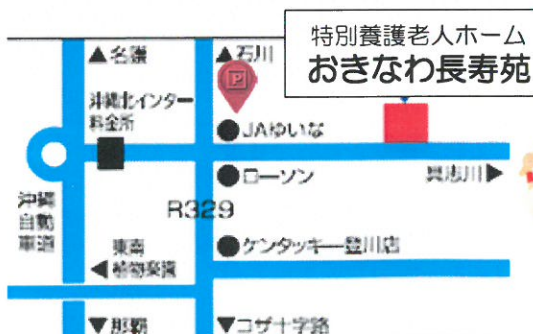 特別養護老人ホーム
おきなわ長寿苑
▲名護
▲石川
P
沖縄北インター
料金所
●JAゆいな
●ローソン
具志川▶
沖縄
自動
車道
R329
東南
◀植物楽園
●ケンタッキー登川店
▼那覇
▼コザ十字路